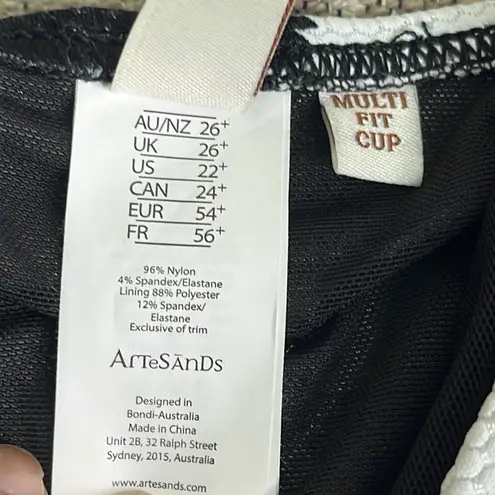 AU/NZ 26+
UK 26+
US 22+
CAN 24+
EUR 54+
FR 56+
96% Nylon
4% Spandex/Elastane
Lining 88% Polyester
12% Spandex/
Elastane
Exclusive of trim
ARTESĀNDS
Designed in
Bondi-Australia
Made in China
Unit 2B, 32 Ralph Street
Sydney, 2015, Australia
www.artesands.com
MULTI
FIT
CUP